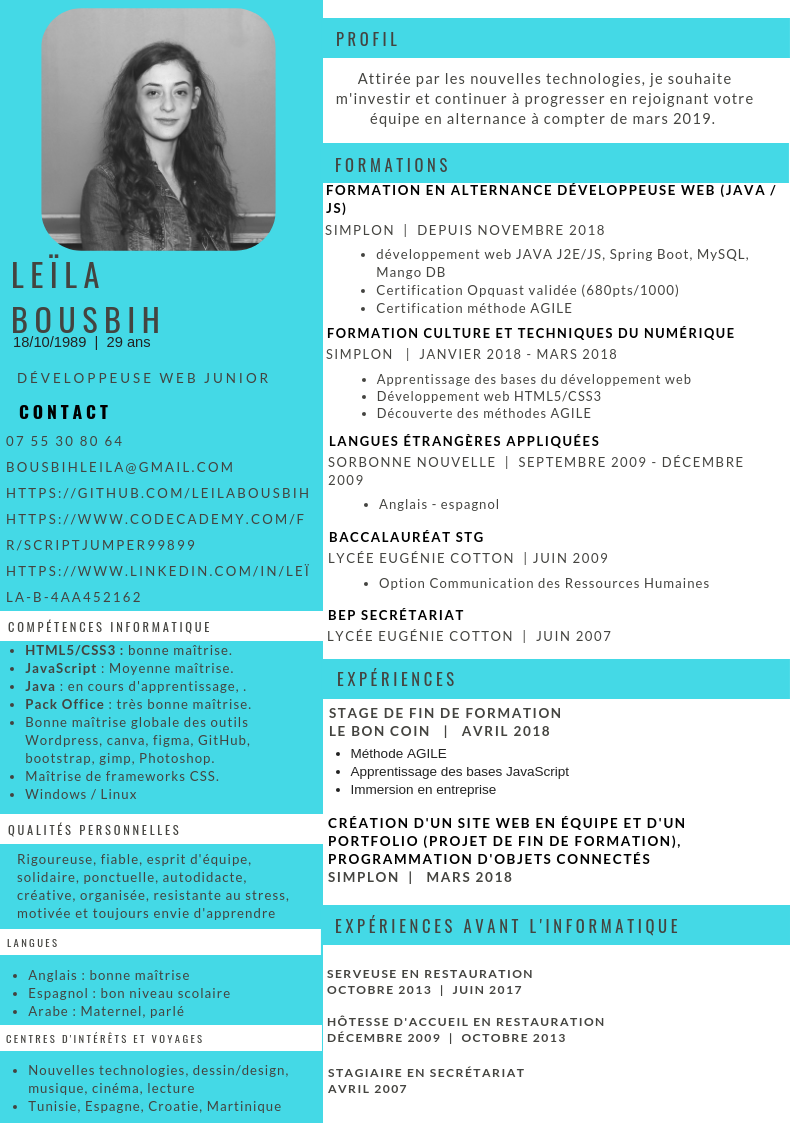 LEÏLA
BOUSBIH
18/10/1989 | 29 ans
DÉVELOPPEUSE WEB JUNIOR
CONTACT
07 55 30 80 64
BOUSBIHLEILA@GMAIL.COM
HTTPS://GITHUB.COM/LEILABOUSBIH
HTTPS://WWW.CODECADEMY.COM/F
R/SCRIPTJUMPER99899
HTTPS://WWW.LINKEDIN.COM/IN/LEÏ
LA-B-4AA452162
COMPÉTENCES INFORMATIQUE
• HTML5/CSS3 : bonne maîtrise.
• JavaScript : Moyenne maîtrise.
• Java : en cours d'apprentissage, .
• Pack Office : très bonne maîtrise.
• Bonne maîtrise globale des outils
Wordpress, canva, figma, GitHub,
bootstrap, gimp, Photoshop.
• Maîtrise de frameworks CSS.
• Windows / Linux
QUALITÉS PERSONNELLES
Rigoureuse, fiable, esprit d'équipe,
solidaire, ponctuelle, autodidacte,
créative, organisée, resistante au stress,
motivée et toujours envie d'apprendre
LANGUES
• Anglais : bonne maîtrise
• Espagnol : bon niveau scolaire
• Arabe : Maternel, parlé
CENTRES D'INTÉRÊTS ET VOYAGES
• Nouvelles technologies, dessin/design,
musique, cinéma, lecture
• Tunisie, Espagne, Croatie, Martinique
PROFIL
Attirée par les nouvelles technologies, je souhaite
m'investir et continuer à progresser en rejoignant votre
équipe en alternance à compter de mars 2019.
FORMATIONS
FORMATION EN ALTERNANCE DÉVELOPPEUSE WEB (JAVA /
JS)
SIMPLON | DEPUIS NOVEMBRE 2018
• développement web JAVA J2E/JS, Spring Boot, MySQL,
Mango DB
• Certification Opquast validée (680pts/1000)
• Certification méthode AGILE
FORMATION CULTURE ET TECHNIQUES DU NUMÉRIQUE
SIMPLON | JANVIER 2018 - MARS 2018
• Apprentissage des bases du développement web
• Développement web HTML5/CSS3
• Découverte des méthodes AGILE
LANGUES ÉTRANGÈRES APPLIQUÉES
SORBONNE NOUVELLE | SEPTEMBRE 2009 - DÉCEMBRE
2009
• Anglais - espagnol
BACCALAURÉAT STG
LYCÉE EUGÉNIE COTTON | JUIN 2009
• Option Communication des Ressources Humaines
BEP SECRÉTARIAT
LYCÉE EUGÉNIE COTTON | JUIN 2007
EXPÉRIENCES
STAGE DE FIN DE FORMATION
LE BON COIN | AVRIL 2018
• Méthode AGILE
• Apprentissage des bases JavaScript
• Immersion en entreprise
CRÉATION D'UN SITE WEB EN ÉQUIPE ET D'UN
PORTFOLIO (PROJET DE FIN DE FORMATION),
PROGRAMMATION D'OBJETS CONNECTÉS
SIMPLON | MARS 2018
EXPÉRIENCES AVANT L'INFORMATIQUE
SERVEUSE EN RESTAURATION
OCTOBRE 2013 | JUIN 2017
HÔTESSE D'ACCUEIL EN RESTAURATION
DÉCEMBRE 2009 | OCTOBRE 2013
STAGIAIRE EN SECRÉTARIAT
AVRIL 2007